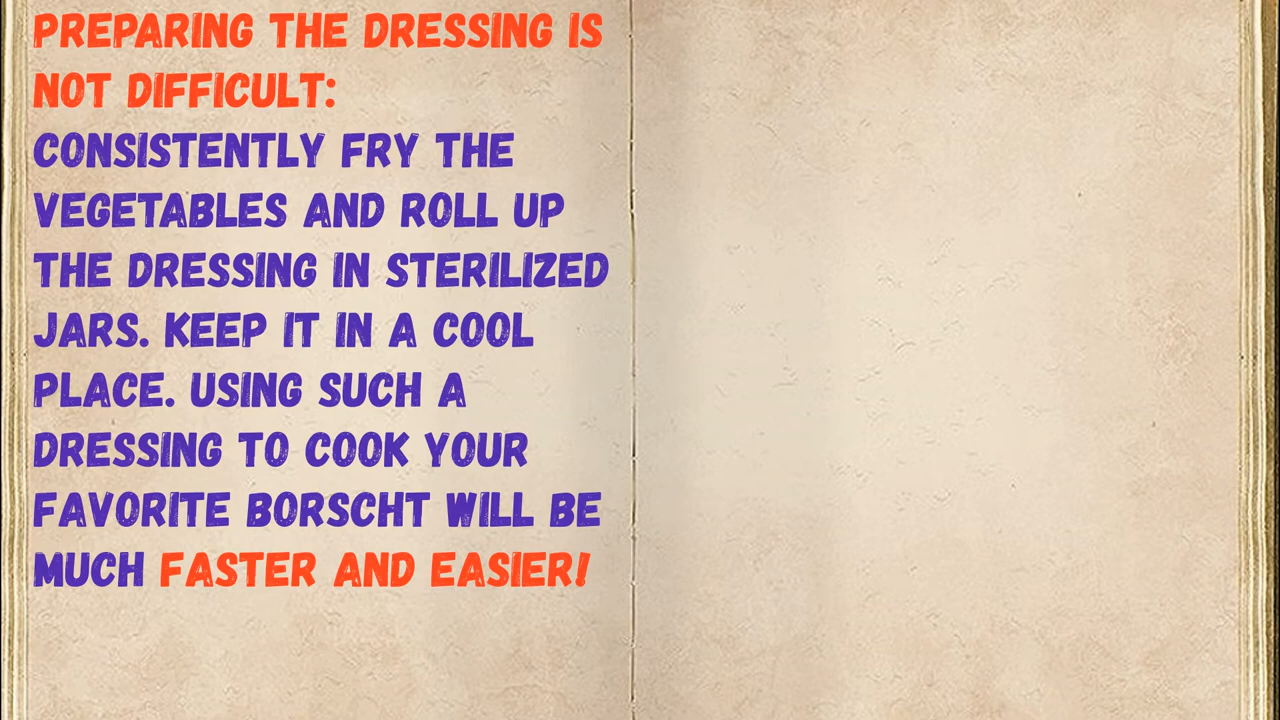 PREPARING THE DRESSING IS
NOT DIFFICULT:
CONSISTENTLY FRY THE
VEGETABLES AND ROLL UP
THE DRESSING IN STERILIZED
JARS. KEEP IT IN A COOL
PLACE. USING SUCH A
DRESSING TO COOK YOUR
FAVORITE BORSCHT WILL BE
MUCH FASTER AND EASIER!